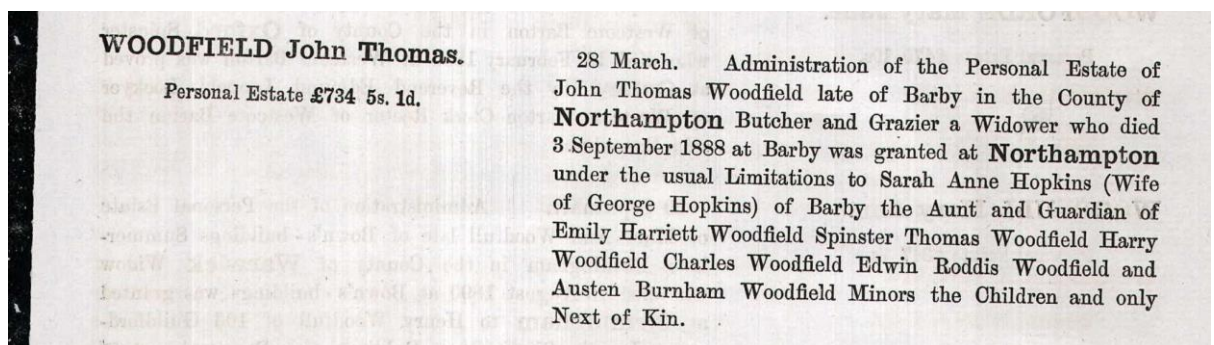 WOODFIELD John Thomas.
Personal Estate £734 5s. 1d.
28 March. Administration of the Personal Estate of
John Thomas Woodfield late of Barby in the County of
Northampton Butcher and Grazier a Widower who died
3 September 1888 at Barby was granted at Northampton
under the usual Limitations to Sarah Anne Hopkins (Wife
of George Hopkins) of Barby the Aunt and Guardian of
Emily Harriett Woodfield Spinster Thomas Woodfield Harry
Woodfield Charles Woodfield Edwin Roddis Woodfield and
Austen Burnham Woodfield Minors the Children and only
Next of Kin.